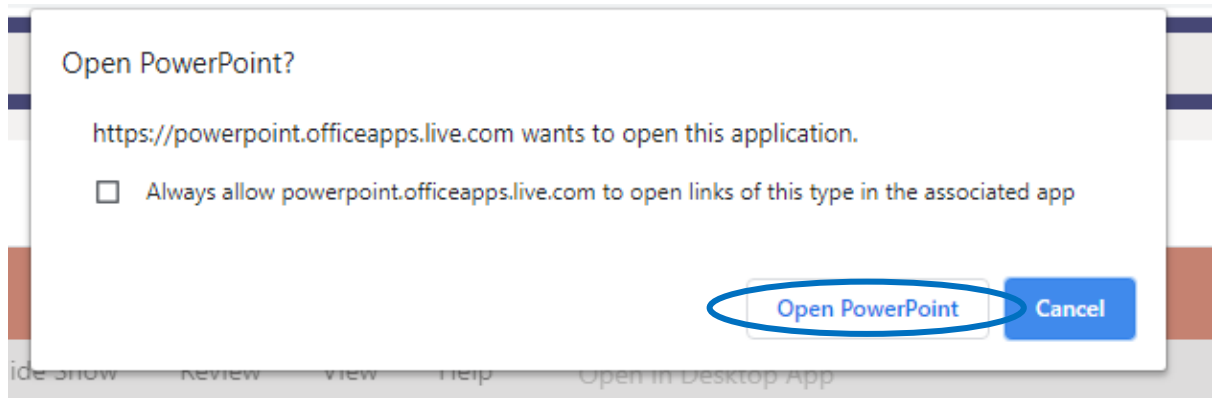 Open PowerPoint?
https://powerpoint.officeapps.live.com wants to open this application.
Always allow powerpoint.officeapps.live.com to open links of this type in the associated app
Open PowerPoint Cancel
ide Show Review View Help Open in Desktop App